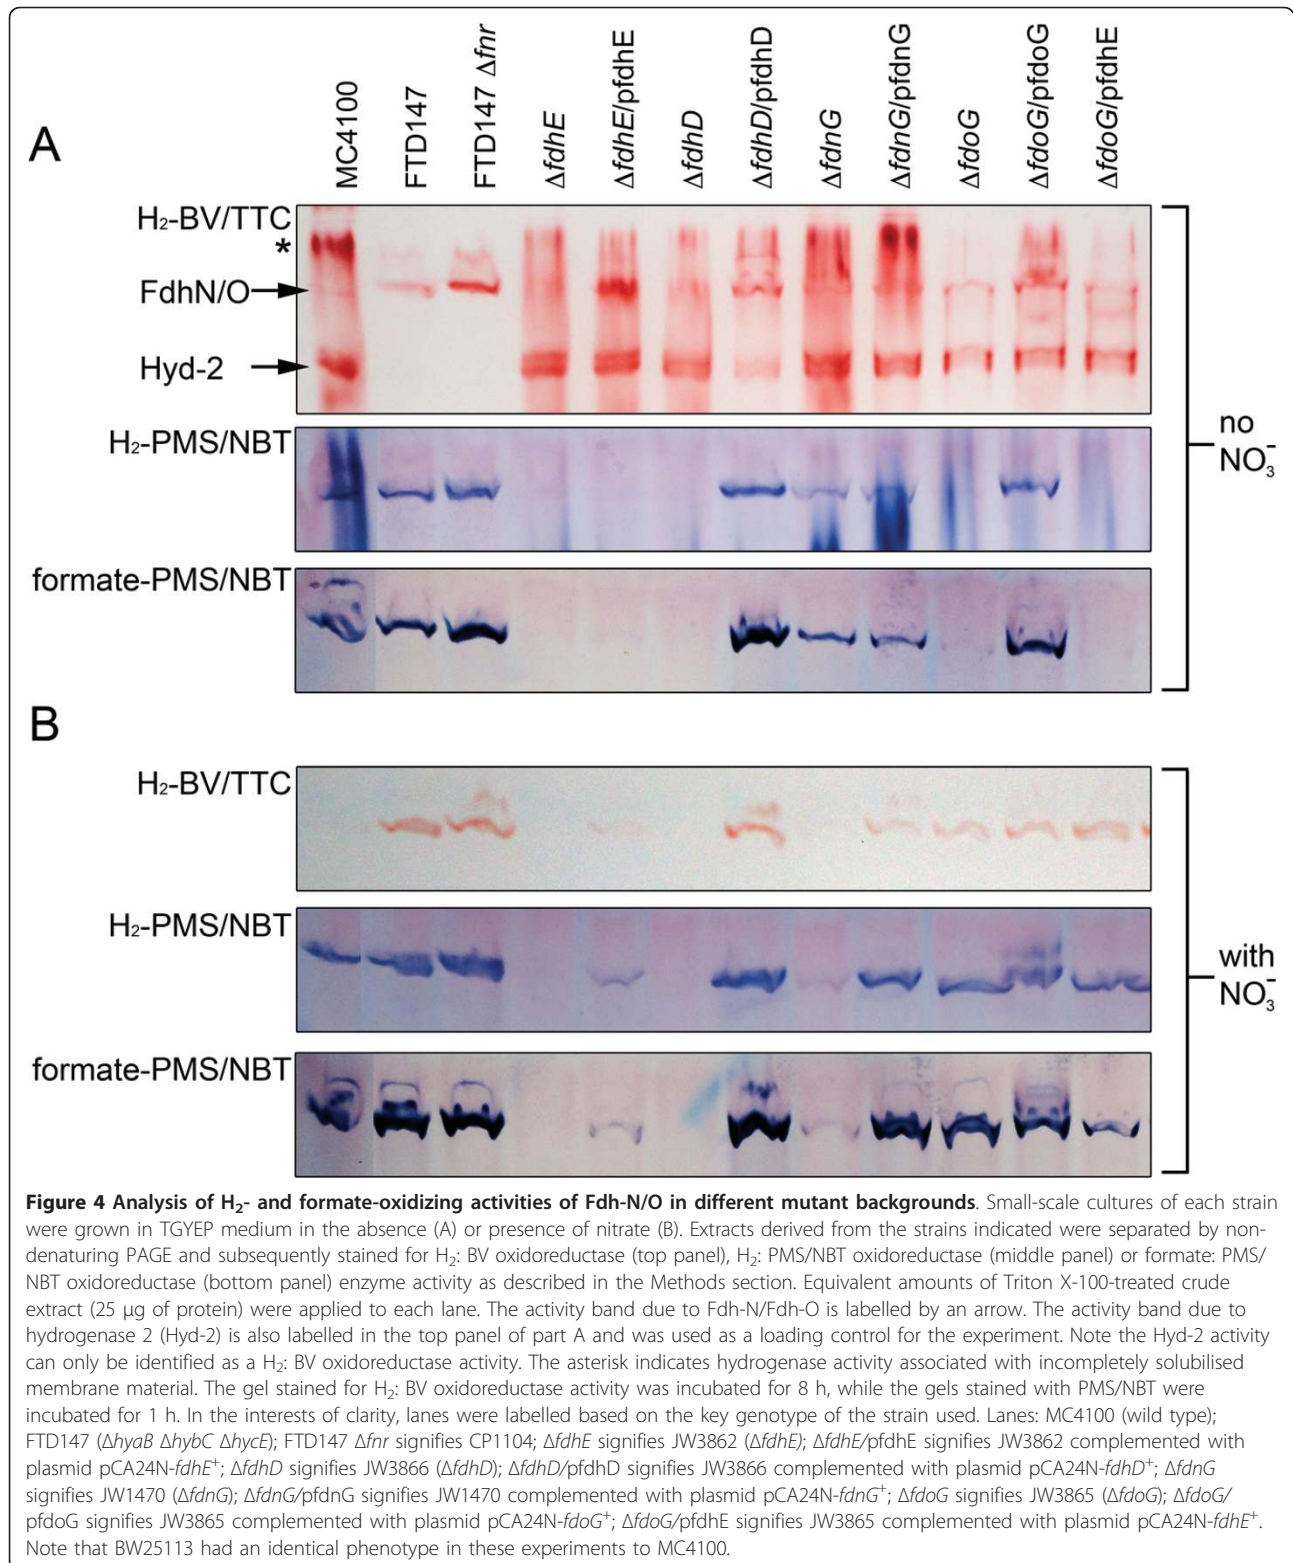 MC4100
FTD147
FTD147 Δfnr
ΔfdhE
ΔfdhE/pfdhE
ΔfdhD
ΔfdhD/pfdhD
ΔfdnG
ΔfdnG/pfdnG
ΔfdoG
ΔfdoG/pfdoG
ΔfdoG/pfdhE
A
H₂-BV/TTC
*
FdhN/O
Hyd-2
H₂-PMS/NBT
formate-PMS/NBT
no
NO₃⁻
B
H₂-BV/TTC
H₂-PMS/NBT
formate-PMS/NBT
with
NO₃⁻
Figure 4 Analysis of H₂- and formate-oxidizing activities of Fdh-N/O in different mutant backgrounds. Small-scale cultures of each strain
were grown in TGYEP medium in the absence (A) or presence of nitrate (B). Extracts derived from the strains indicated were separated by non-
denaturing PAGE and subsequently stained for H₂: BV oxidoreductase (top panel), H₂: PMS/NBT oxidoreductase (middle panel) or formate: PMS/
NBT oxidoreductase (bottom panel) enzyme activity as described in the Methods section. Equivalent amounts of Triton X-100-treated crude
extract (25 μg of protein) were applied to each lane. The activity band due to Fdh-N/Fdh-O is labelled by an arrow. The activity band due to
hydrogenase 2 (Hyd-2) is also labelled in the top panel of part A and was used as a loading control for the experiment. Note the Hyd-2 activity
can only be identified as a H₂: BV oxidoreductase activity. The asterisk indicates hydrogenase activity associated with incompletely solubilised
membrane material. The gel stained for H₂: BV oxidoreductase activity was incubated for 8 h, while the gels stained with PMS/NBT were
incubated for 1 h. In the interests of clarity, lanes were labelled based on the key genotype of the strain used. Lanes: MC4100 (wild type);
FTD147 (ΔhyaB ΔhybC ΔhycE); FTD147 Δfnr signifies CP1104; ΔfdhE signifies JW3862 (ΔfdhE); ΔfdhE/pfdhE signifies JW3862 complemented with
plasmid pCA24N-fdhE⁺; ΔfdhD signifies JW3866 (ΔfdhD); ΔfdhD/pfdhD signifies JW3866 complemented with plasmid pCA24N-fdhD⁺; ΔfdnG
signifies JW1470 (ΔfdnG); ΔfdnG/pfdnG signifies JW1470 complemented with plasmid pCA24N-fdnG⁺; ΔfdoG signifies JW3865 (ΔfdoG); ΔfdoG/
pfdoG signifies JW3865 complemented with plasmid pCA24N-fdoG⁺; ΔfdoG/pfdhE signifies JW3865 complemented with plasmid pCA24N-fdhE⁺.
Note that BW25113 had an identical phenotype in these experiments to MC4100.